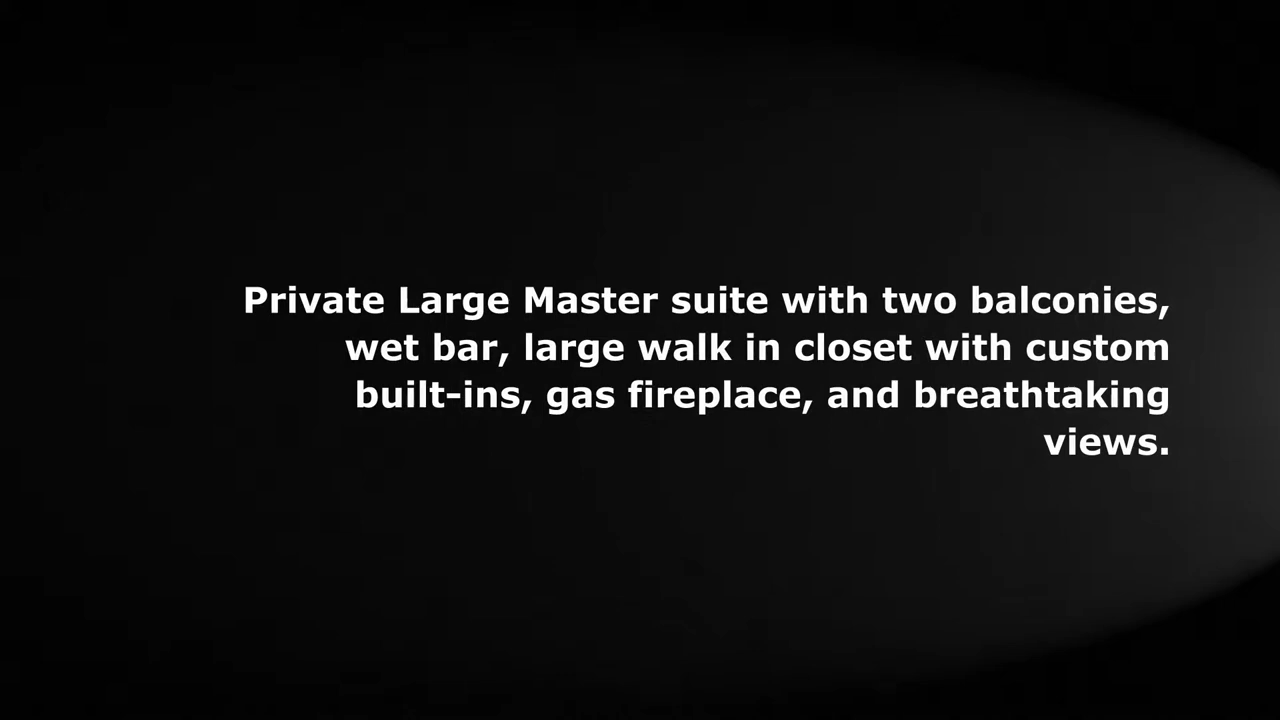 Private Large Master suite with two balconies,
wet bar, large walk in closet with custom
built-ins, gas fireplace, and breathtaking
views.